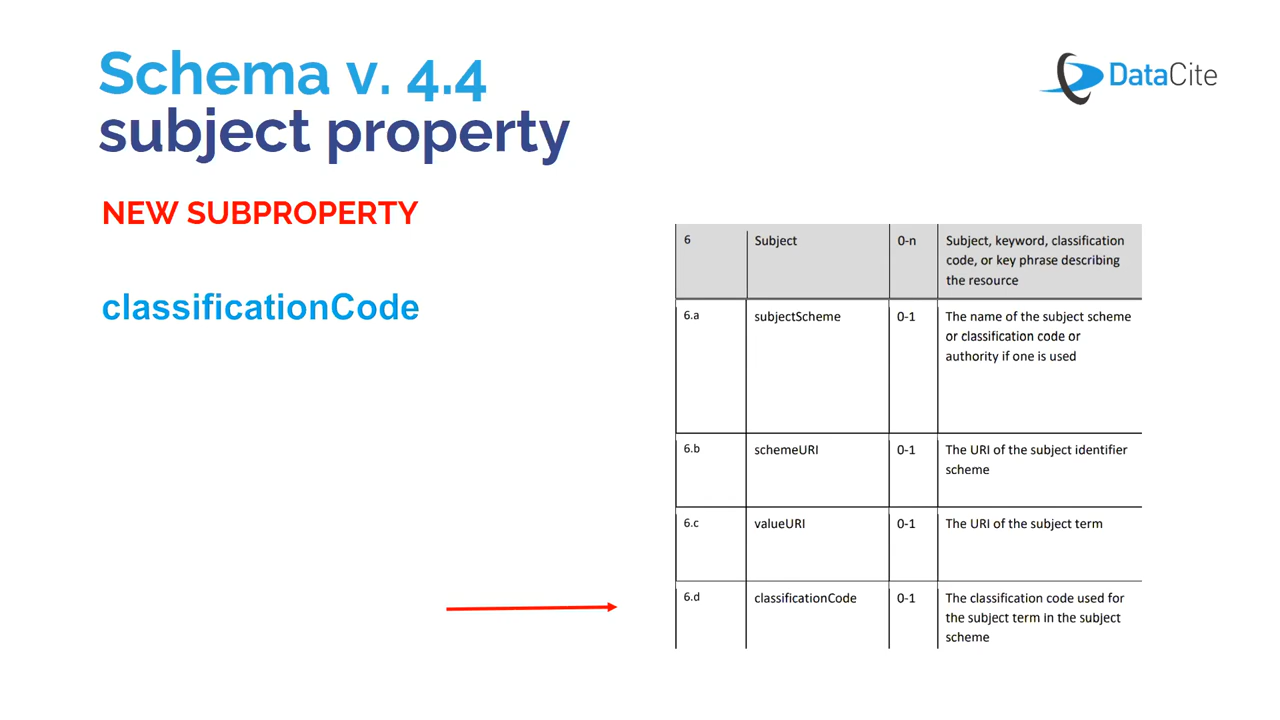 Schema v. 4.4
subject property
DataCite
NEW SUBPROPERTY
classificationCode
6 Subject 0-n Subject, keyword, classification
code, or key phrase describing
the resource
6.a subjectScheme 0-1 The name of the subject scheme
or classification code or
authority if one is used
6.b schemeURI 0-1 The URI of the subject identifier
scheme
6.c valueURI 0-1 The URI of the subject term
6.d classificationCode 0-1 The classification code used for
the subject term in the subject
scheme